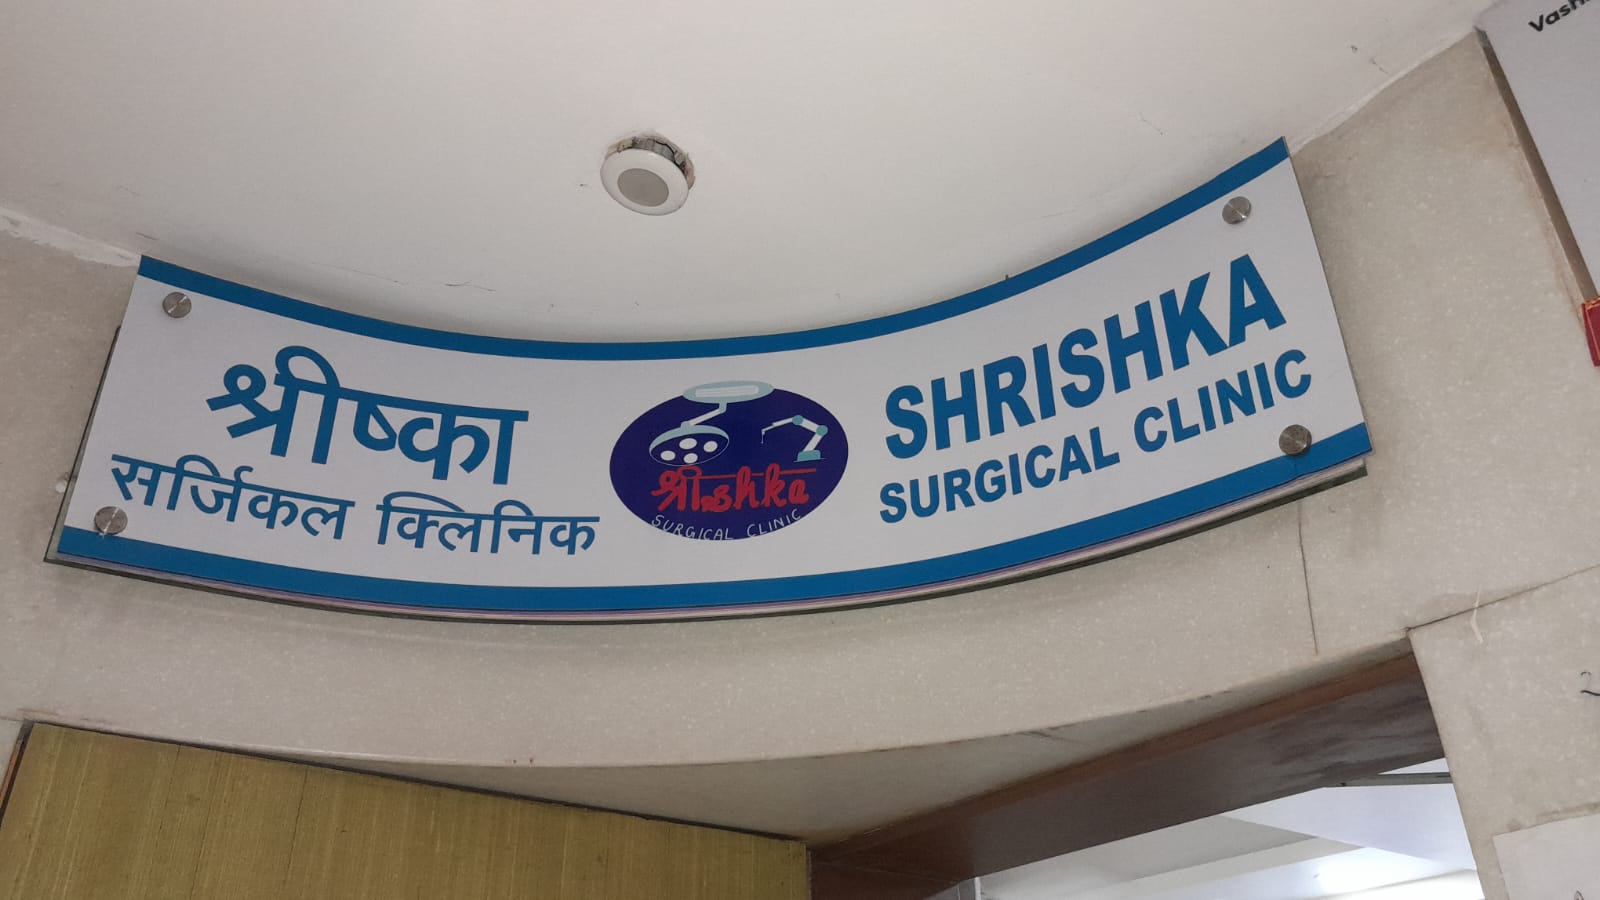 श्रीष्का
सर्जिकल क्लिनिक
श्रीshka
SURGICAL CLINIC
SHRISHKA
SURGICAL CLINIC